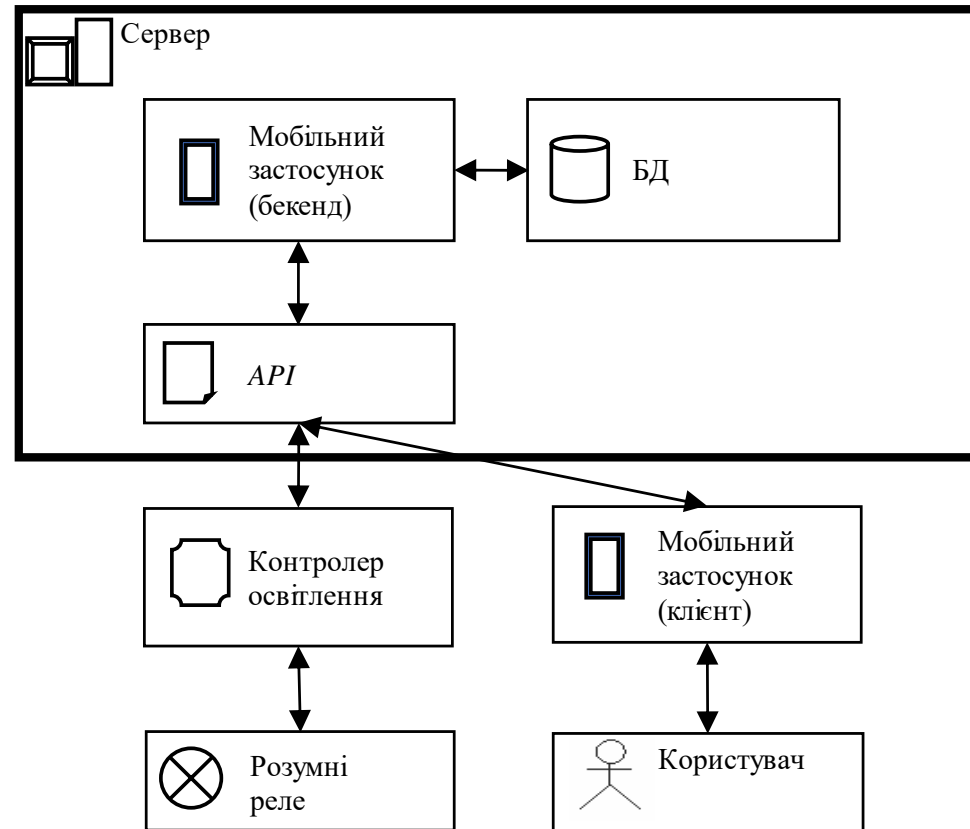 Сервер
Мобільний
застосунок
(бекенд)
БД
API
Контролер
освітлення
Мобільний
застосунок
(клієнт)
Розумні
реле
Користувач